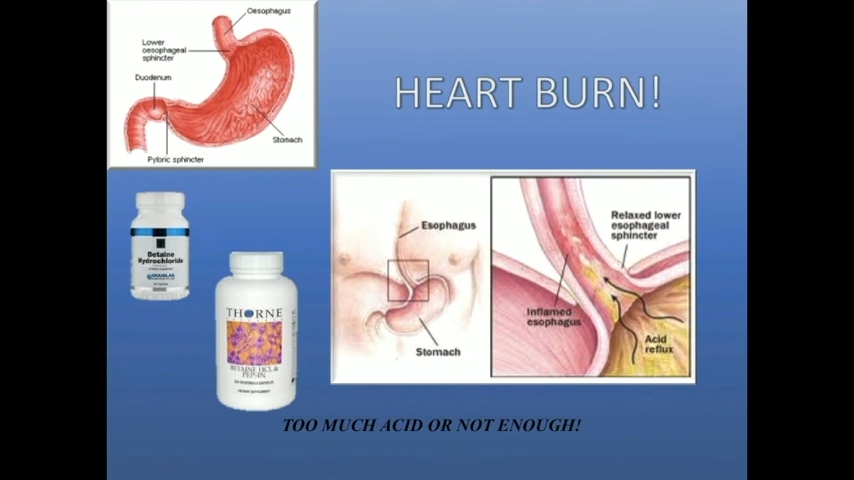 Oesophagus
Lower
oesophageal
sphincter
Duodenum
Stomach
Pyloric sphincter
HEART BURN!
Betaine
Hydrochloride
DOUGLAS
THORNE
BETAINE HCL &
PEPSIN
Esophagus
Stomach
Relaxed lower
esophageal
sphincter
Inflamed
esophagus
Acid
reflux
TOO MUCH ACID OR NOT ENOUGH!